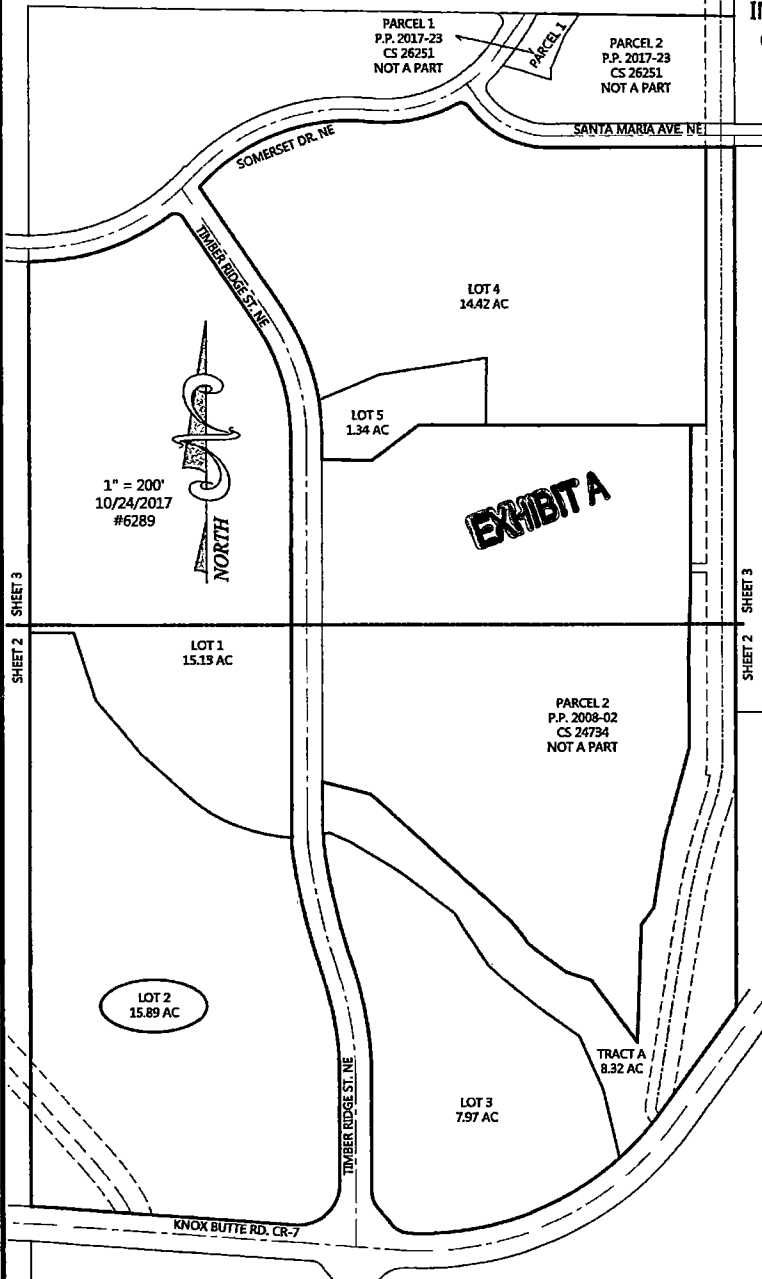 PARCEL 1
P.P. 2017-23
CS 26251
NOT A PART
PARCEL 1
PARCEL 2
P.P. 2017-23
CS 26251
NOT A PART
SANTA MARIA AVE. NE
SOMERSET DR. NE
TIMBER RIDGE ST. NE
LOT 4
14.42 AC
LOT 5
1.34 AC
1" = 200'
10/24/2017
#6289
NORTH
EXHIBIT A
SHEET 3
SHEET 2
SHEET 3
SHEET 2
LOT 1
15.13 AC
PARCEL 2
P.P. 2008-02
CS 24734
NOT A PART
LOT 2
15.89 AC
TRACT A
8.32 AC
LOT 3
7.97 AC
TIMBER RIDGE ST. NE
KNOX BUTTE RD. CR-7